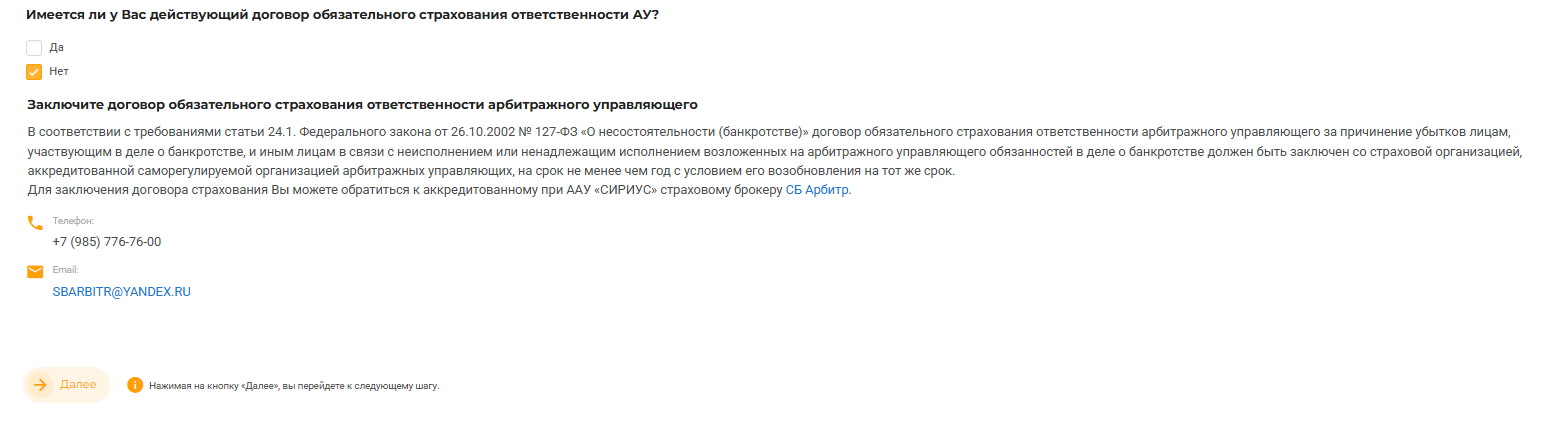 Имеется ли у Вас действующий договор обязательного страхования ответственности АУ?
Да
Нет
Заключите договор обязательного страхования ответственности арбитражного управляющего
В соответствии с требованиями статьи 24.1. Федерального закона от 26.10.2002 № 127-ФЗ «О несостоятельности (банкротстве)» договор обязательного страхования ответственности арбитражного управляющего за причинение убытков лицам,
участвующим в деле о банкротстве, и иным лицам в связи с неисполнением или ненадлежащим исполнением возложенных на арбитражного управляющего обязанностей в деле о банкротстве должен быть заключен со страховой организацией,
аккредитованной саморегулируемой организацией арбитражных управляющих, на срок не менее чем год с условием его возобновления на тот же срок.
Для заключения договора страхования Вы можете обратиться к аккредитованному при ААУ «СИРИУС» страховому брокеру СБ Арбитр.
Телефон:
+7 (985) 776-76-00
Email:
SBARBITR@YANDEX.RU
Далее
Нажимая на кнопку «Далее», вы перейдете к следующему шагу.